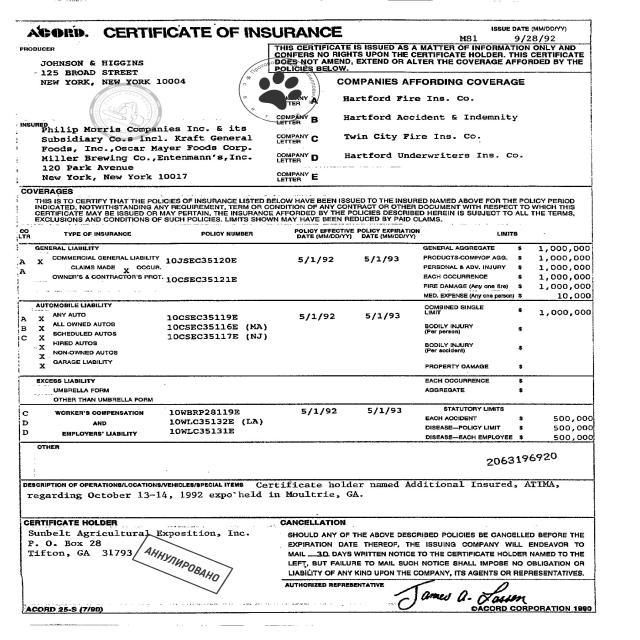 ACORD. CERTIFICATE OF INSURANCE
M81
ISSUE DATE (MM/DD/YY)
9/28/92
PRODUCER
JOHNSON & HIGGINS
125 BROAD STREET
NEW YORK, NEW YORK 10004
THIS CERTIFICATE IS ISSUED AS A MATTER OF INFORMATION ONLY AND
CONFERS NO RIGHTS UPON THE CERTIFICATE HOLDER. THIS CERTIFICATE
DOES NOT AMEND, EXTEND OR ALTER THE COVERAGE AFFORDED BY THE
POLICIES BELOW.
COMPANIES AFFORDING COVERAGE
COMPANY LETTER A Hartford Fire Ins. Co.
COMPANY LETTER B Hartford Accident & Indemnity
COMPANY LETTER C Twin City Fire Ins. Co.
COMPANY LETTER D Hartford Underwriters Ins. Co.
COMPANY LETTER E
INSURED
Philip Morris Companies Inc. & its
Subsidiary Co.s incl. Kraft General
Foods, Inc.,Oscar Mayer Foods Corp.
Miller Brewing Co.,Entenmann's,Inc.
120 Park Avenue
New York, New York 10017
COVERAGES
THIS IS TO CERTIFY THAT THE POLICIES OF INSURANCE LISTED BELOW HAVE BEEN ISSUED TO THE INSURED NAMED ABOVE FOR THE POLICY PERIOD
INDICATED, NOTWITHSTANDING ANY REQUIREMENT, TERM OR CONDITION OF ANY CONTRACT OR OTHER DOCUMENT WITH RESPECT TO WHICH THIS
CERTIFICATE MAY BE ISSUED OR MAY PERTAIN, THE INSURANCE AFFORDED BY THE POLICIES DESCRIBED HEREIN IS SUBJECT TO ALL THE TERMS,
EXCLUSIONS AND CONDITIONS OF SUCH POLICIES. LIMITS SHOWN MAY HAVE BEEN REDUCED BY PAID CLAIMS.
CO LTR TYPE OF INSURANCE POLICY NUMBER POLICY EFFECTIVE DATE (MM/DD/YY) POLICY EXPIRATION DATE (MM/DD/YY) LIMITS
GENERAL LIABILITY GENERAL AGGREGATE $ 1,000,000
A X COMMERCIAL GENERAL LIABILITY 10JSEC35120E 5/1/92 5/1/93 PRODUCTS-COMP/OP AGG. $ 1,000,000
CLAIMS MADE X OCCUR. PERSONAL & ADV. INJURY $ 1,000,000
A OWNER'S & CONTRACTOR'S PROT. 10CSEC35121E EACH OCCURRENCE $ 1,000,000
FIRE DAMAGE (Any one fire) $ 1,000,000
MED. EXPENSE (Any one person) $ 10,000
AUTOMOBILE LIABILITY COMBINED SINGLE LIMIT $ 1,000,000
A X ANY AUTO 10CSEC35119E 5/1/92 5/1/93
B X ALL OWNED AUTOS 10CSEC35116E (MA) BODILY INJURY (Per person) $
C X SCHEDULED AUTOS 10CSEC35117E (NJ)
X HIRED AUTOS BODILY INJURY (Per accident) $
X NON-OWNED AUTOS
X GARAGE LIABILITY PROPERTY DAMAGE $
EXCESS LIABILITY EACH OCCURRENCE $
UMBRELLA FORM AGGREGATE $
OTHER THAN UMBRELLA FORM
C WORKER'S COMPENSATION 10WBRP28119E 5/1/92 5/1/93 STATUTORY LIMITS
D AND 10WLC35132E (LA) EACH ACCIDENT $ 500,000
D EMPLOYERS' LIABILITY 10WLC35131E DISEASE—POLICY LIMIT $ 500,000
DISEASE—EACH EMPLOYEE $ 500,000
OTHER
2063196920
DESCRIPTION OF OPERATIONS/LOCATIONS/VEHICLES/SPECIAL ITEMS Certificate holder named Additional Insured, ATIMA,
regarding October 13-14, 1992 expo held in Moultrie, GA.
CERTIFICATE HOLDER
Sunbelt Agricultural Exposition, Inc.
P. O. Box 28
Tifton, GA 31793
АННУЛИРОВАНО
CANCELLATION
SHOULD ANY OF THE ABOVE DESCRIBED POLICIES BE CANCELLED BEFORE THE
EXPIRATION DATE THEREOF, THE ISSUING COMPANY WILL ENDEAVOR TO
MAIL 30 DAYS WRITTEN NOTICE TO THE CERTIFICATE HOLDER NAMED TO THE
LEFT, BUT FAILURE TO MAIL SUCH NOTICE SHALL IMPOSE NO OBLIGATION OR
LIABILITY OF ANY KIND UPON THE COMPANY, ITS AGENTS OR REPRESENTATIVES.
AUTHORIZED REPRESENTATIVE
James A. Lassen
ACORD 25-S (7/90)
©ACORD CORPORATION 1990